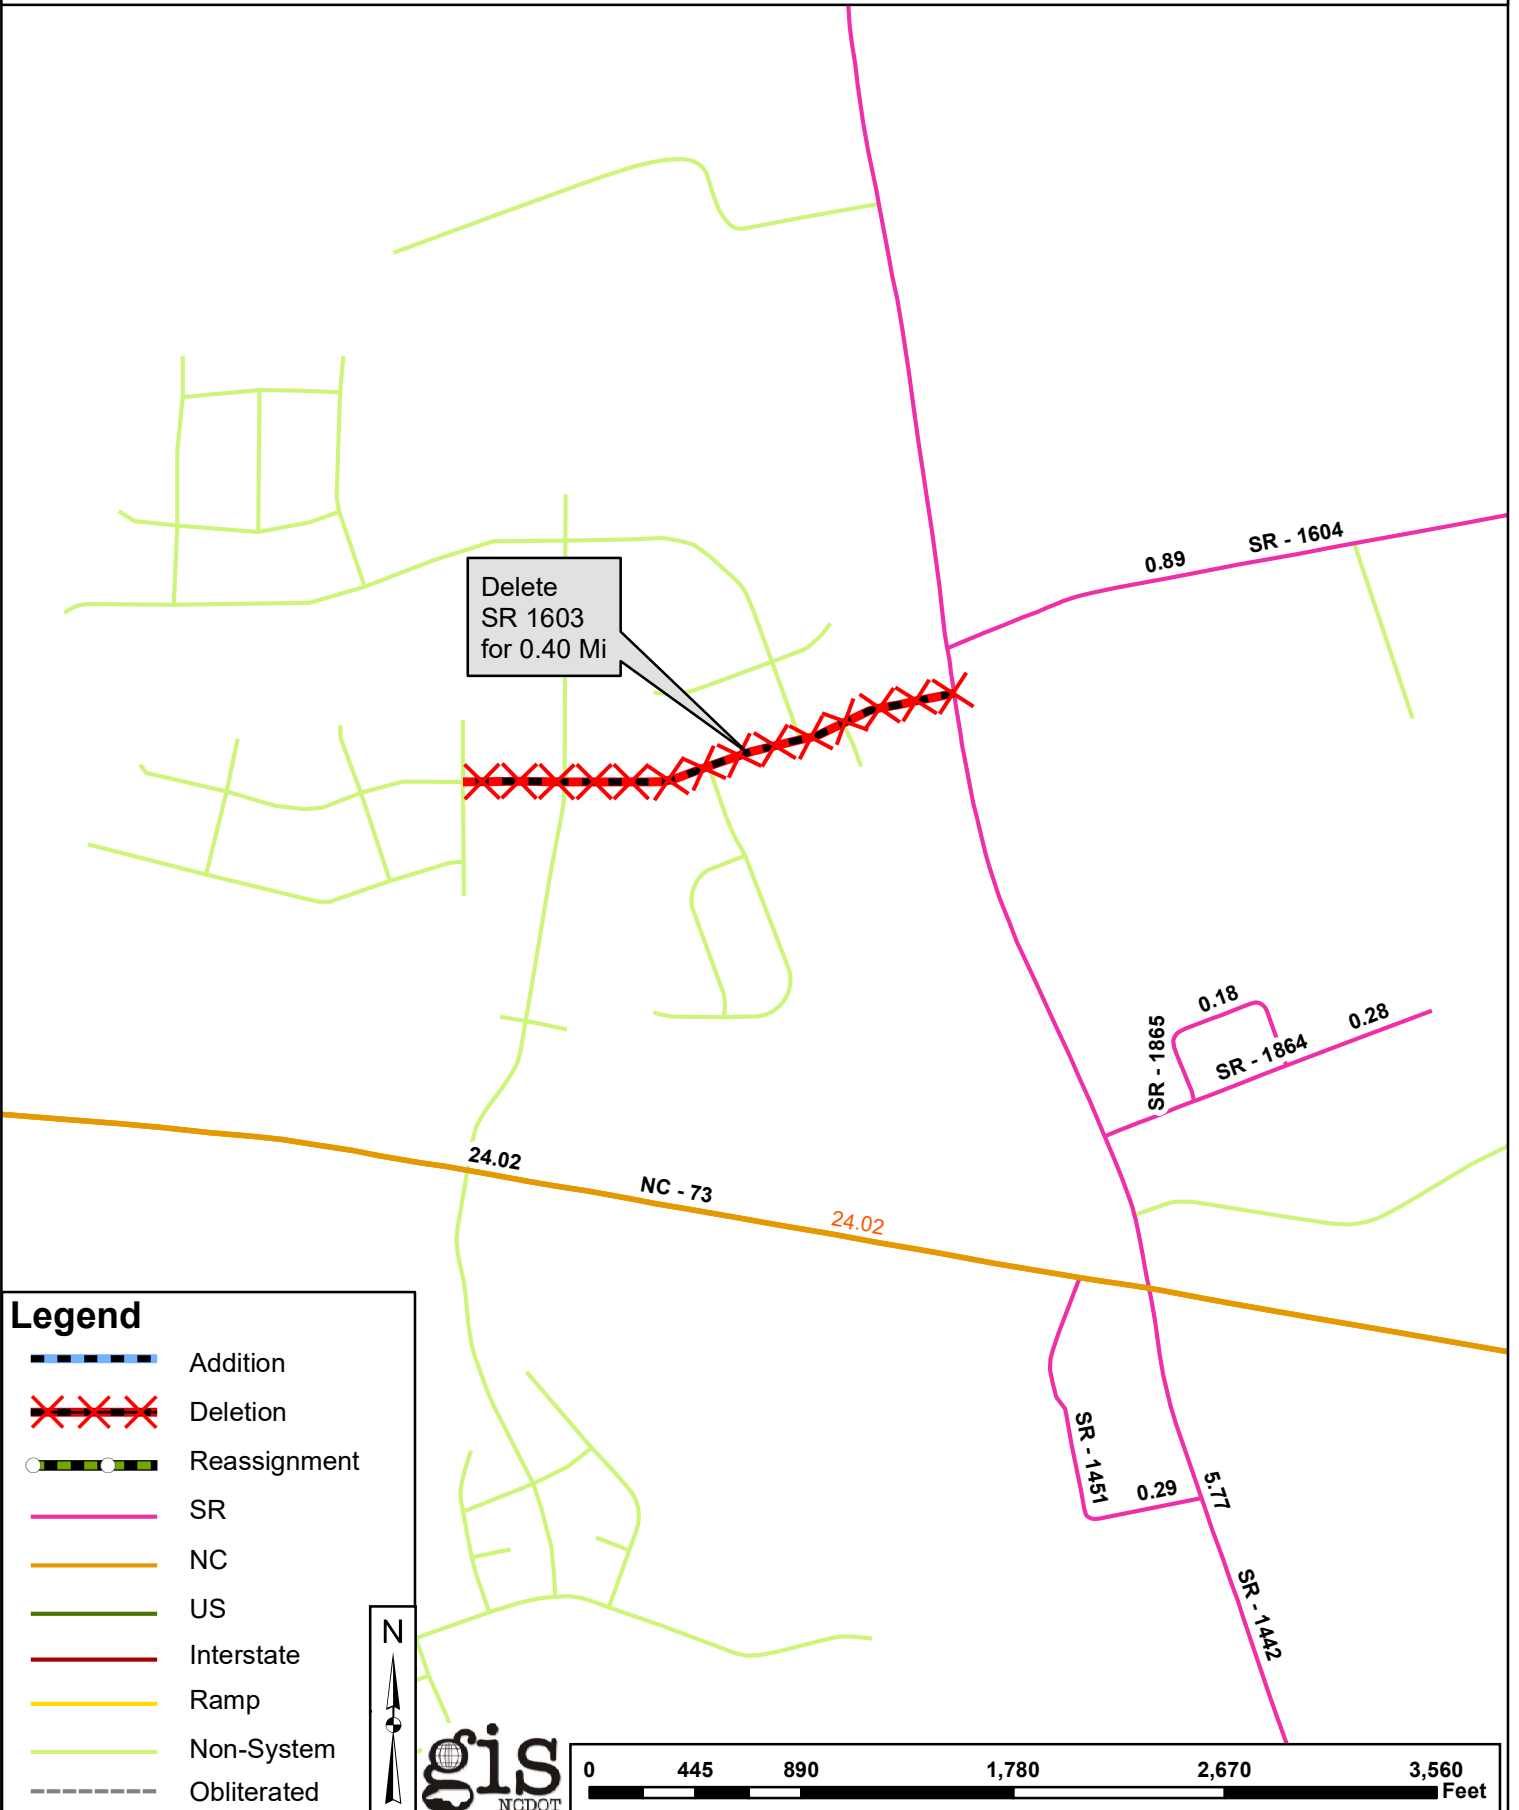 0.89
SR - 1604
Delete
SR 1603
for 0.40 Mi
0.18
0.28
SR - 1865
SR - 1864
24.02
NC - 73
24.02
SR - 1451
0.29
5.77
SR - 1442
Legend
Addition
Deletion
Reassignment
SR
NC
US
Interstate
Ramp
Non-System
Obliterated
N
gis
NCDOT
0 445 890 1,780 2,670 3,560
Feet